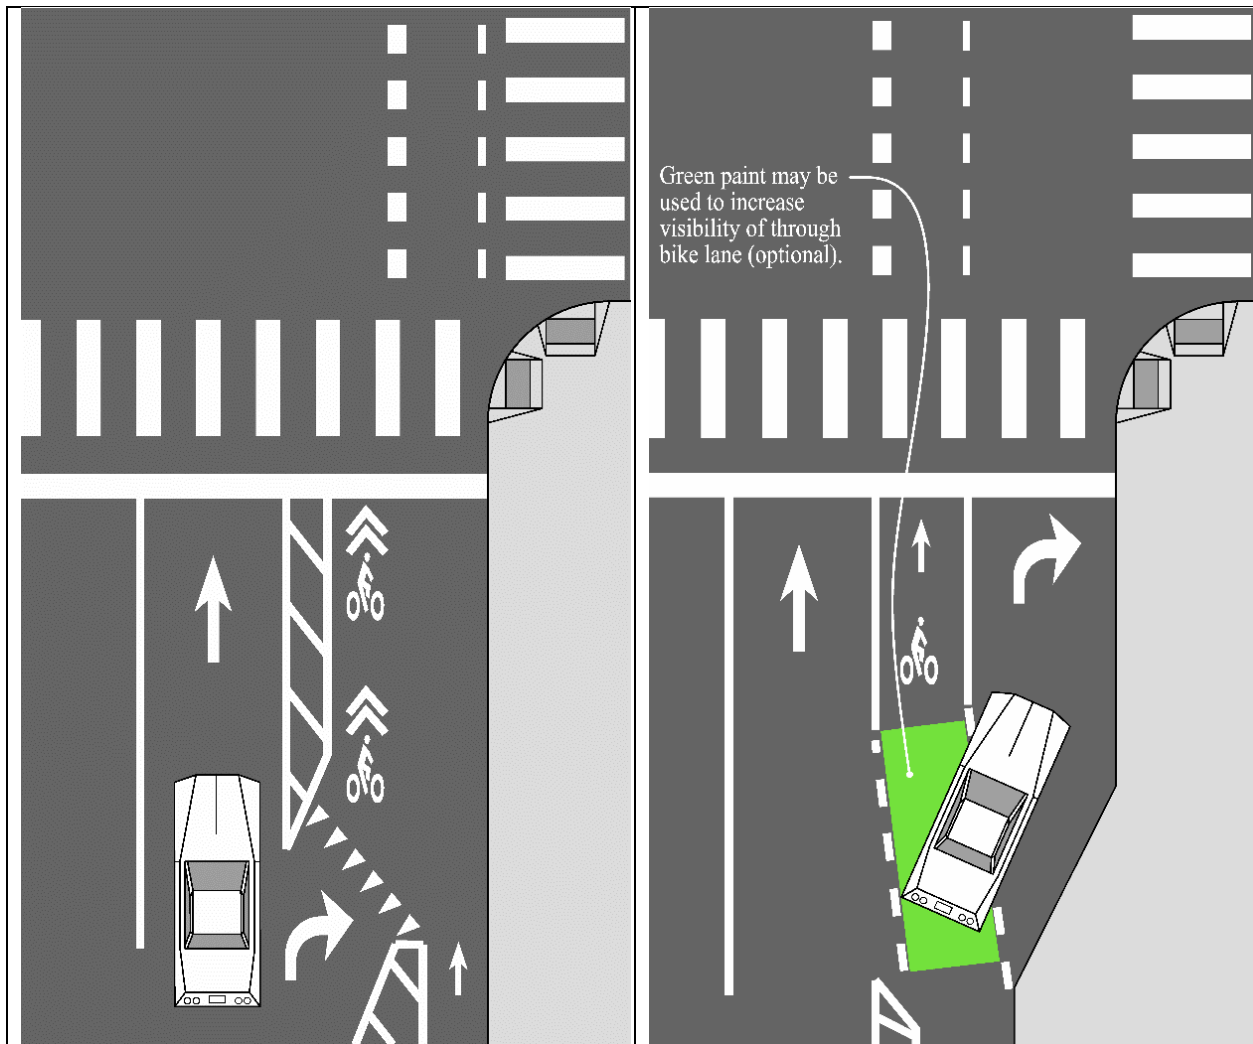 Green paint may be
used to increase
visibility of through
bike lane (optional).